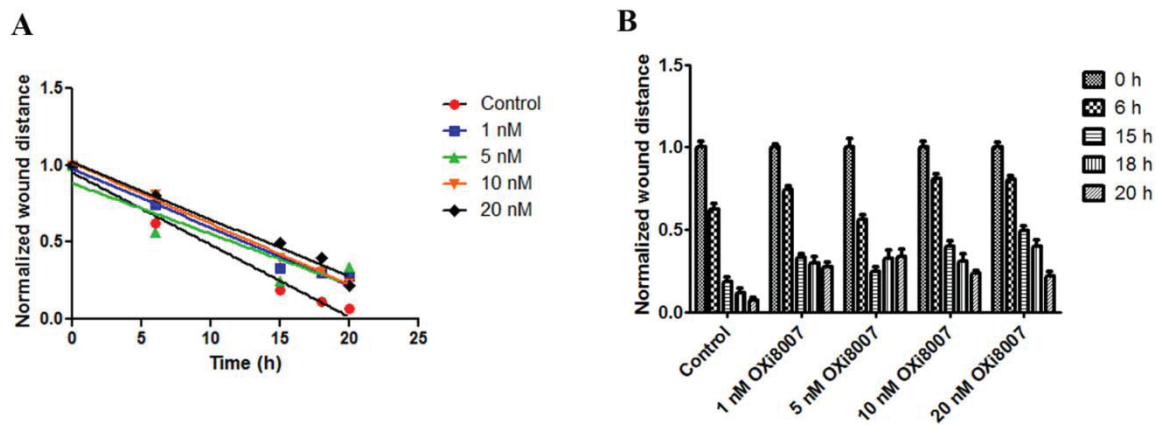 A
Normalized wound distance
1.5
1.0
0.5
0.0
0
5
10
15
20
25
Time (h)
Control
1 nM
5 nM
10 nM
20 nM
B
Normalized wound distance
1.5
1.0
0.5
0.0
Control
1 nM OXi8007
5 nM OXi8007
10 nM OXi8007
20 nM OXi8007
0 h
6 h
15 h
18 h
20 h